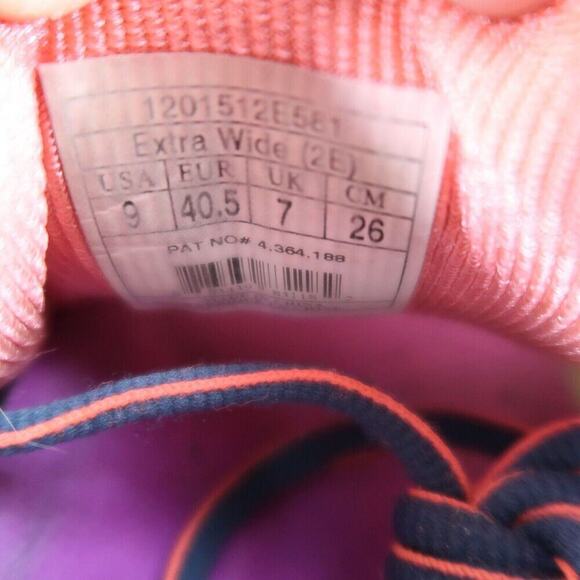 1201512E581
Extra Wide (2E)
USA EUR UK CM
9 40.5 7 26
PAT NO# 4,364,188